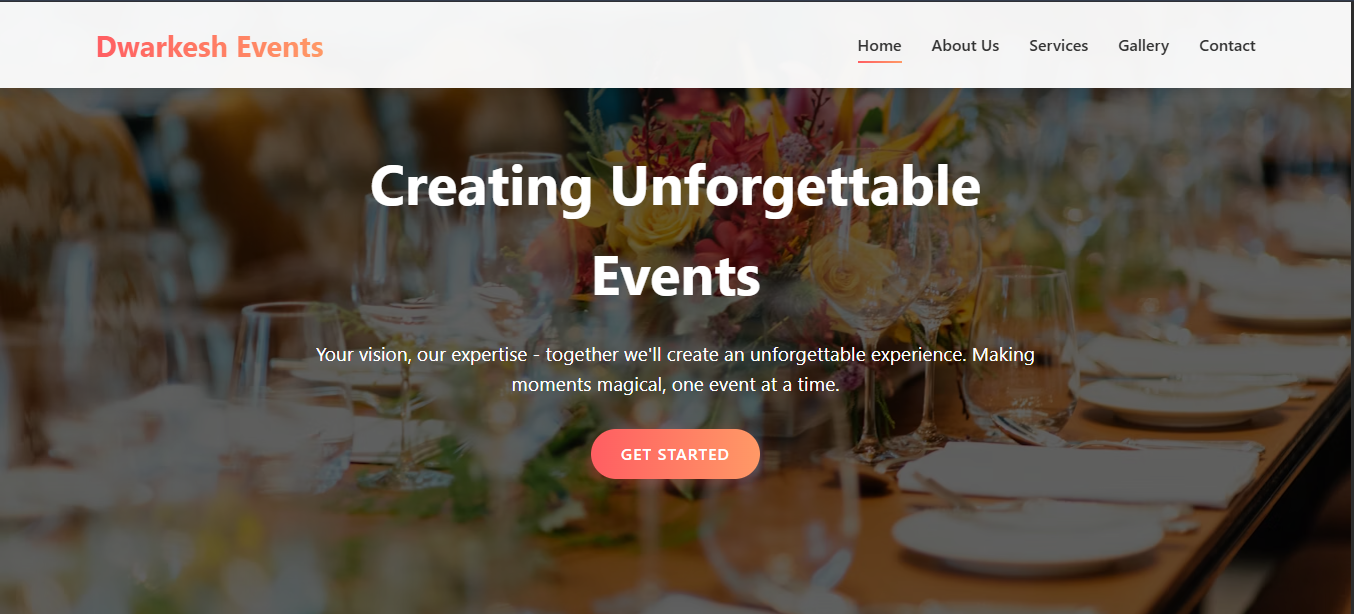 Dwarkesh Events
Home About Us Services Gallery Contact
Creating Unforgettable
Events
Your vision, our expertise - together we'll create an unforgettable experience. Making
moments magical, one event at a time.
GET STARTED